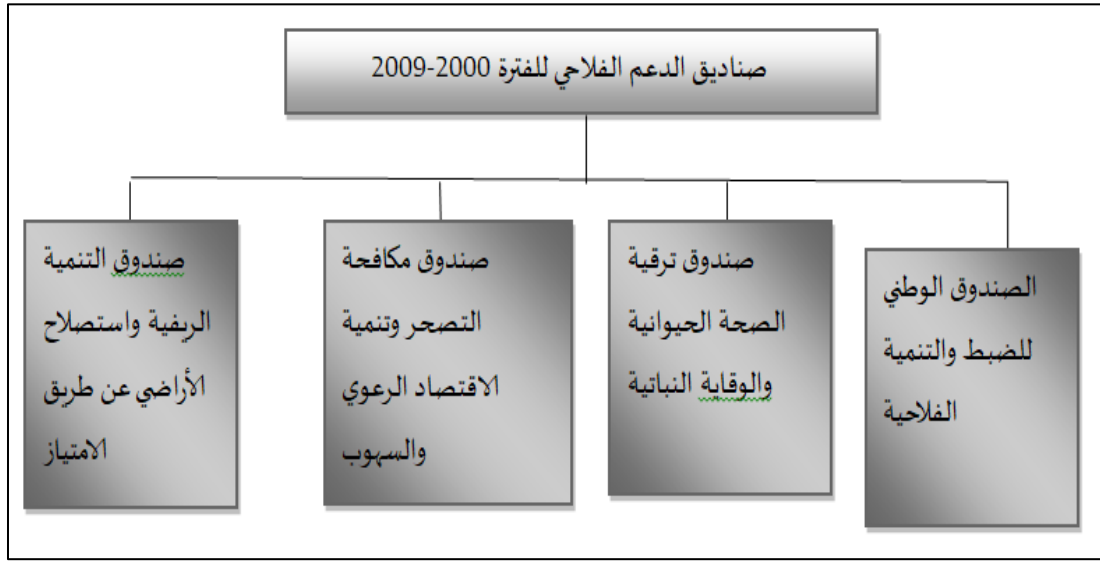 صناديق الدعم الفلاحي للفترة 2000-2009
الصندوق الوطني
للضبط والتنمية
الفلاحية
صندوق ترقية
الصحة الحيوانية
والوقاية النباتية
صندوق مكافحة
التصحر وتنمية
الاقتصاد الرعوي
والسهوب
صندوق التنمية
الريفية واستصلاح
الأراضي عن طريق
الامتياز